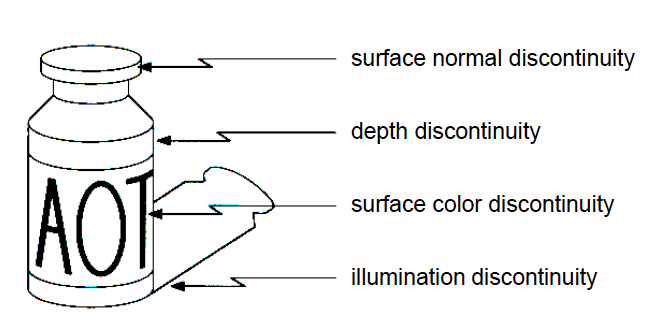 surface normal discontinuity
depth discontinuity
AOT
surface color discontinuity
illumination discontinuity